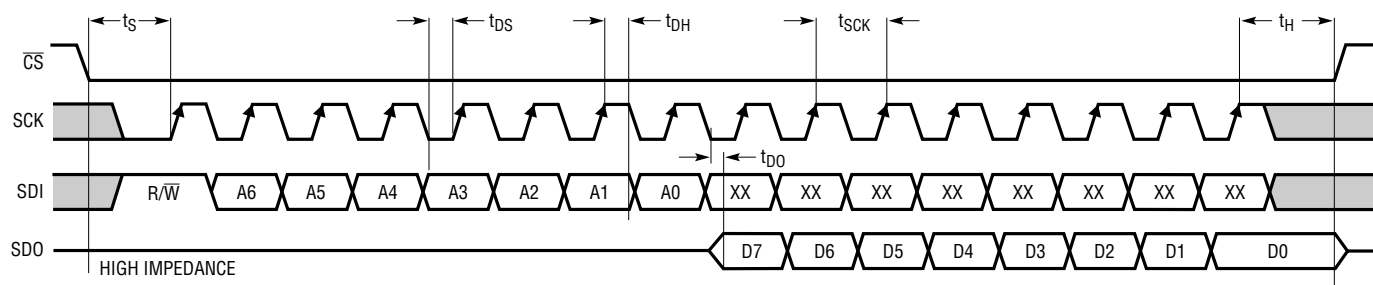 tS tDS tDH tSCK tH
CS
SCK
tDO
SDI R/W A6 A5 A4 A3 A2 A1 A0 XX XX XX XX XX XX XX XX
SDO D7 D6 D5 D4 D3 D2 D1 D0
HIGH IMPEDANCE